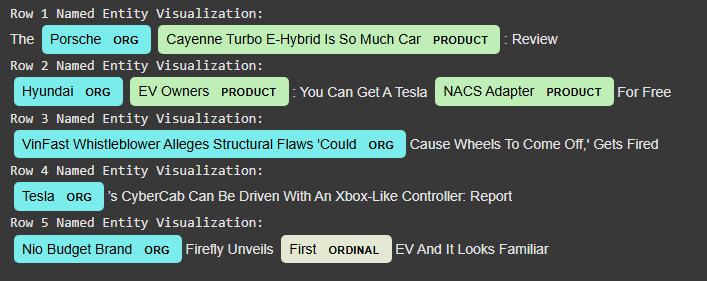 Row 1 Named Entity Visualization:
The Porsche ORG Cayenne Turbo E-Hybrid Is So Much Car PRODUCT : Review
Row 2 Named Entity Visualization:
Hyundai ORG EV Owners PRODUCT : You Can Get A Tesla NACS Adapter PRODUCT For Free
Row 3 Named Entity Visualization:
VinFast Whistleblower Alleges Structural Flaws 'Could ORG Cause Wheels To Come Off,' Gets Fired
Row 4 Named Entity Visualization:
Tesla ORG 's CyberCab Can Be Driven With An Xbox-Like Controller: Report
Row 5 Named Entity Visualization:
Nio Budget Brand ORG Firefly Unveils First ORDINAL EV And It Looks Familiar